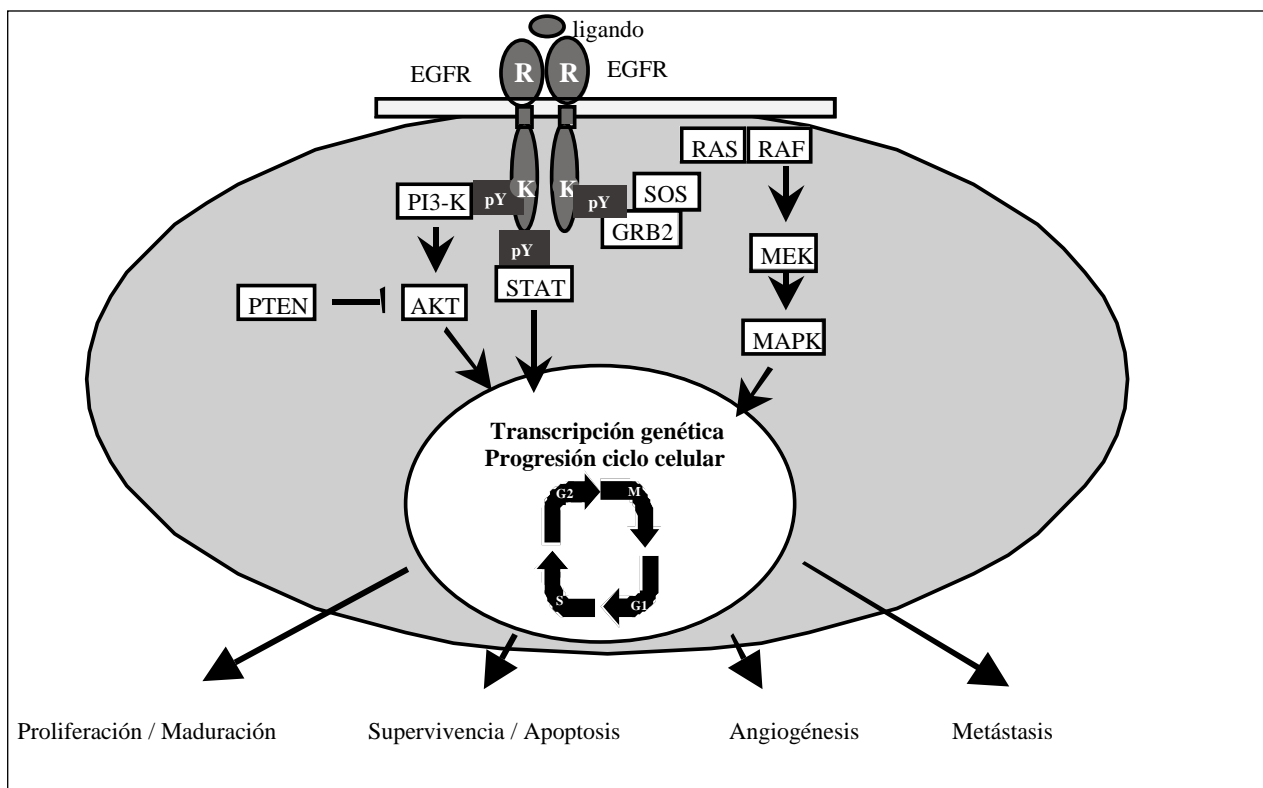 ligando
EGFR
R
R
EGFR
RAS
RAF
K
K
PI3-K
pY
pY
SOS
GRB2
pY
MEK
STAT
PTEN
AKT
MAPK
Transcripción genética
Progresión ciclo celular
G2
M
S
G1
Proliferación / Maduración
Supervivencia / Apoptosis
Angiogénesis
Metástasis